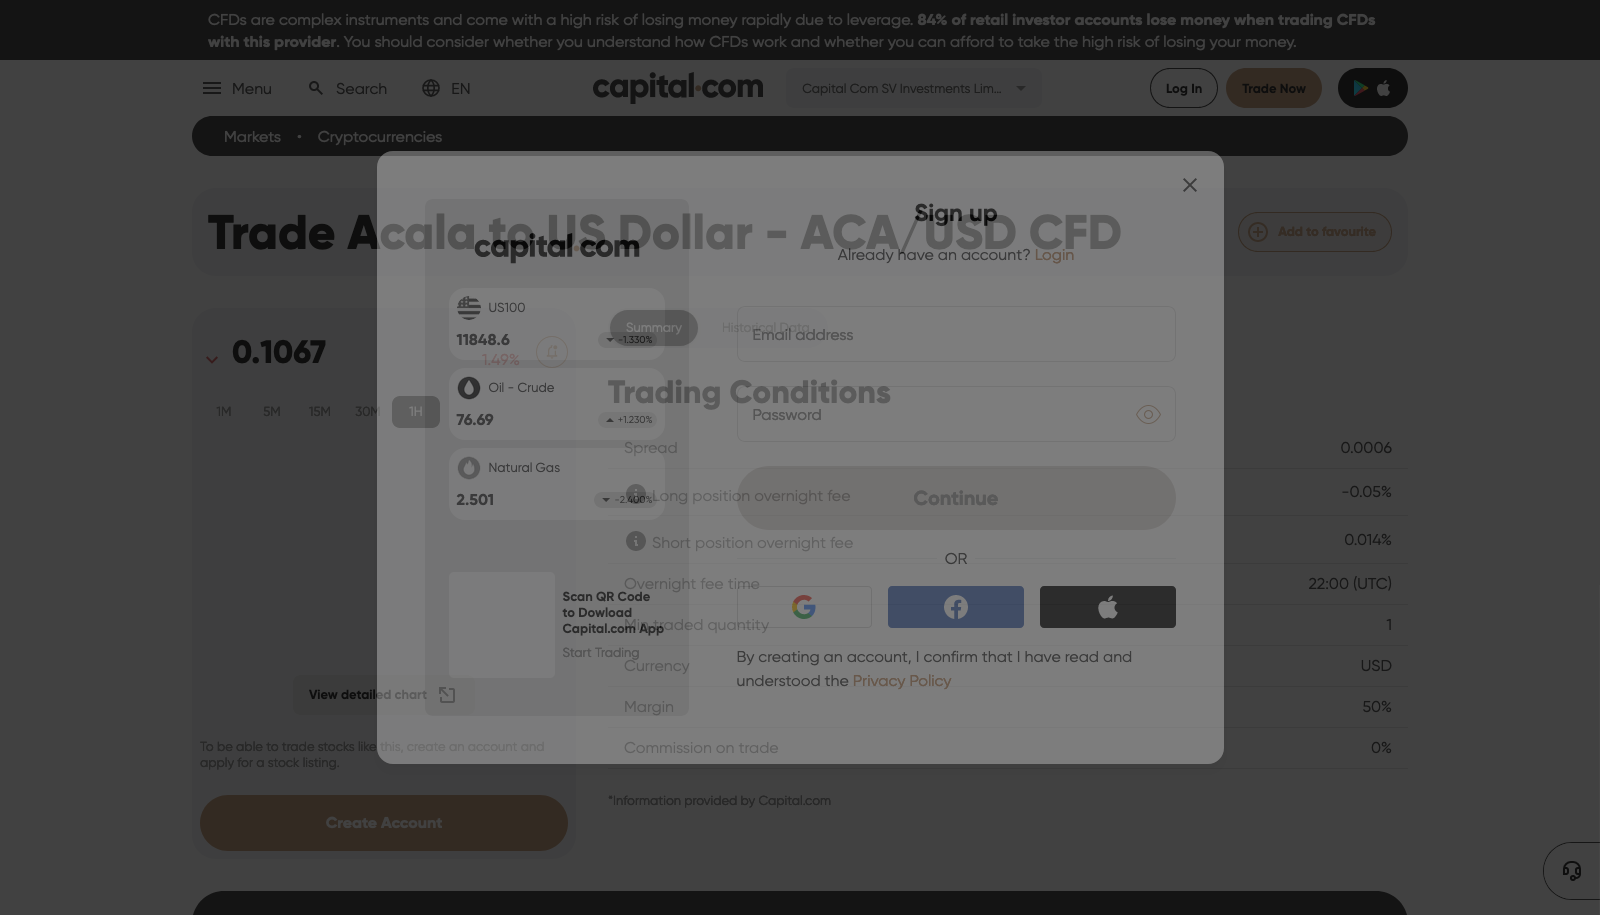 CFDs are complex instruments and come with a high risk of losing money rapidly due to leverage. 84% of retail investor accounts lose money when trading CFDs
with this provider. You should consider whether you understand how CFDs work and whether you can afford to take the high risk of losing your money.
Menu
Search
EN
capital.com
Capital Com SV Investments Lim...
Log In
Trade Now
Markets • Cryptocurrencies
Trade Acala to US Dollar - ACA/USD CFD
Add to favourite
0.1067
1.49%
1M 5M 15M 30M 1H
View detailed chart
To be able to trade stocks like this, create an account and
apply for a stock listing.
Create Account
Summary
Historical Data
Trading Conditions
Spread 0.0006
Long position overnight fee -0.05%
Short position overnight fee 0.014%
Overnight fee time 22:00 (UTC)
Min traded quantity 1
Currency USD
Margin 50%
Commission on trade 0%
*Information provided by Capital.com
capital.com
US100
11848.6 -1.330%
Oil - Crude
76.69 +1.230%
Natural Gas
2.501 -2.400%
Scan QR Code
to Dowload
Capital.com App
Start Trading
Sign up
Already have an account? Login
Email address
Password
Continue
OR
By creating an account, I confirm that I have read and
understood the Privacy Policy